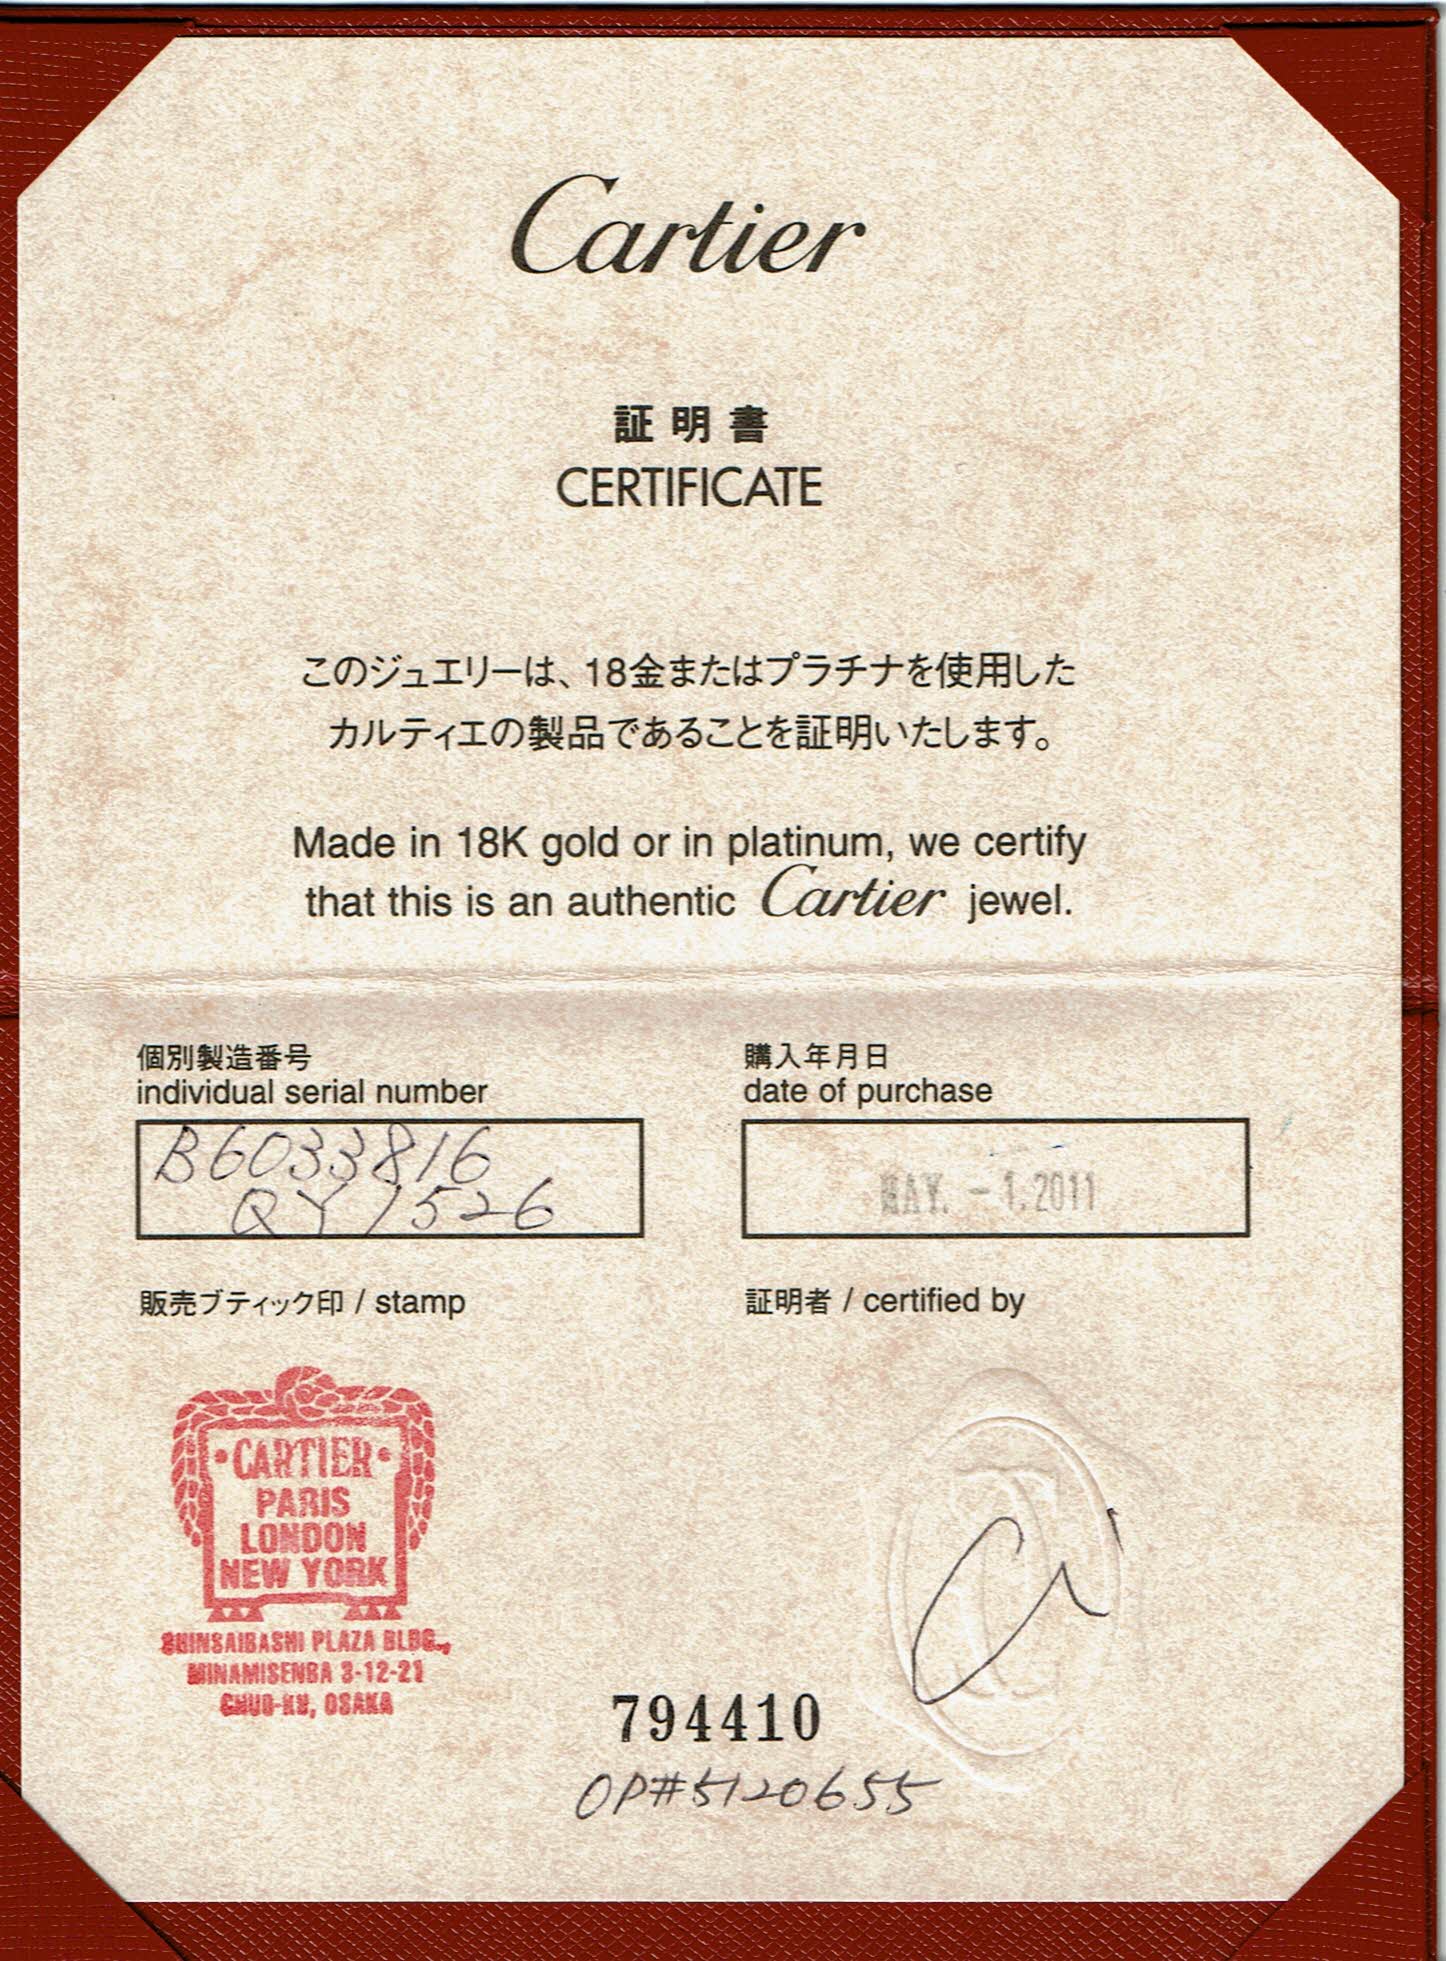 Cartier
証明書
CERTIFICATE
このジュエリーは、18金またはプラチナを使用した
カルティエの製品であることを証明いたします。
Made in 18K gold or in platinum, we certify
that this is an authentic Cartier jewel.
個別製造番号
individual serial number
B6033816
QY1526
購入年月日
date of purchase
MAY. -1.2011
販売ブティック印 / stamp
証明者 / certified by
CARTIER
PARIS
LONDON
NEW YORK
SHINSAIBASHI PLAZA BLDG.,
MINAMISENBA 3-12-21
CHUO-KU, OSAKA
794410
OP#5120655